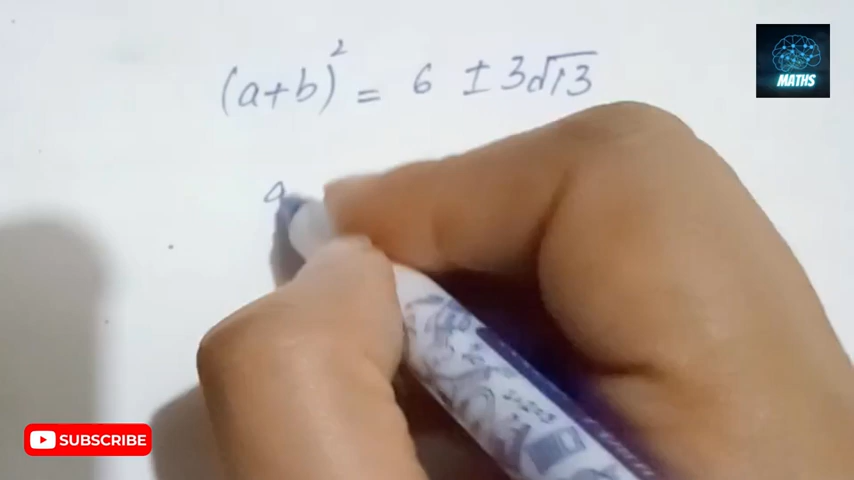 (a+b)² = 6 ± 3√13
a
MATHS
SUBSCRIBE